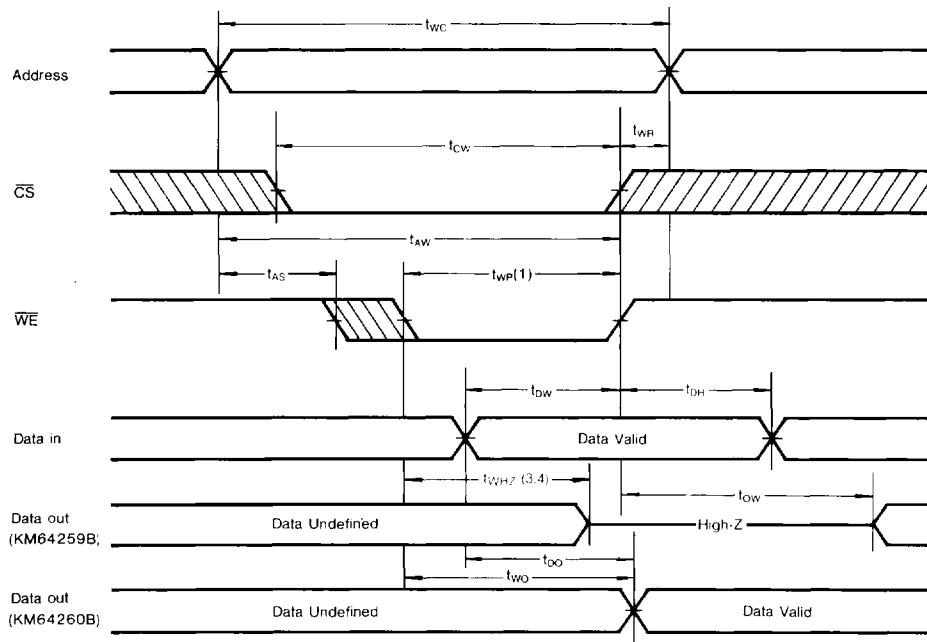 tWC
Address
tWR
tCW
CS
tAW
tAS
tWP(1)
WE
tDW
tDH
Data in
Data Valid
tWHZ (3,4)
tOW
Data out
(KM64259B)
Data Undefined
High-Z
tDO
tWO
Data out
(KM64260B)
Data Undefined
Data Valid